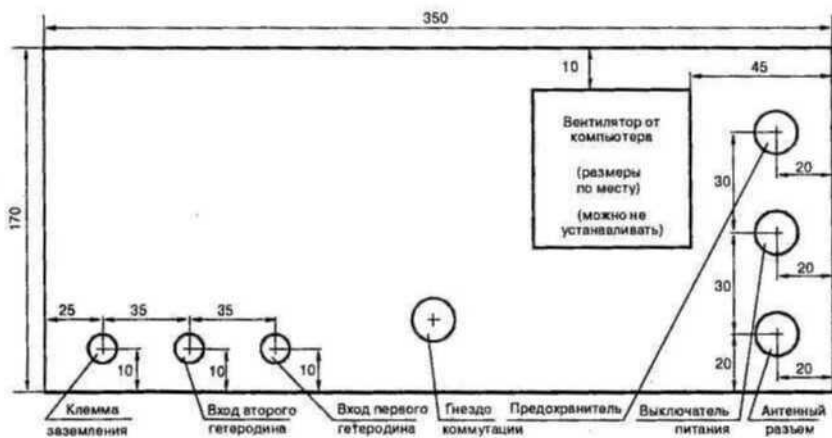 350
10
45
Вентилятор от
компьютера
(размеры
по месту)
(можно не
устанавливать)
20
30
170
20
30
25
35
35
10
10
10
20
20
Клемма
заземления
Вход второго
гетеродина
Вход первого
гетеродина
Гнездо
коммутации
Предохранитель
Выключатель
питания
Антенный
разъем